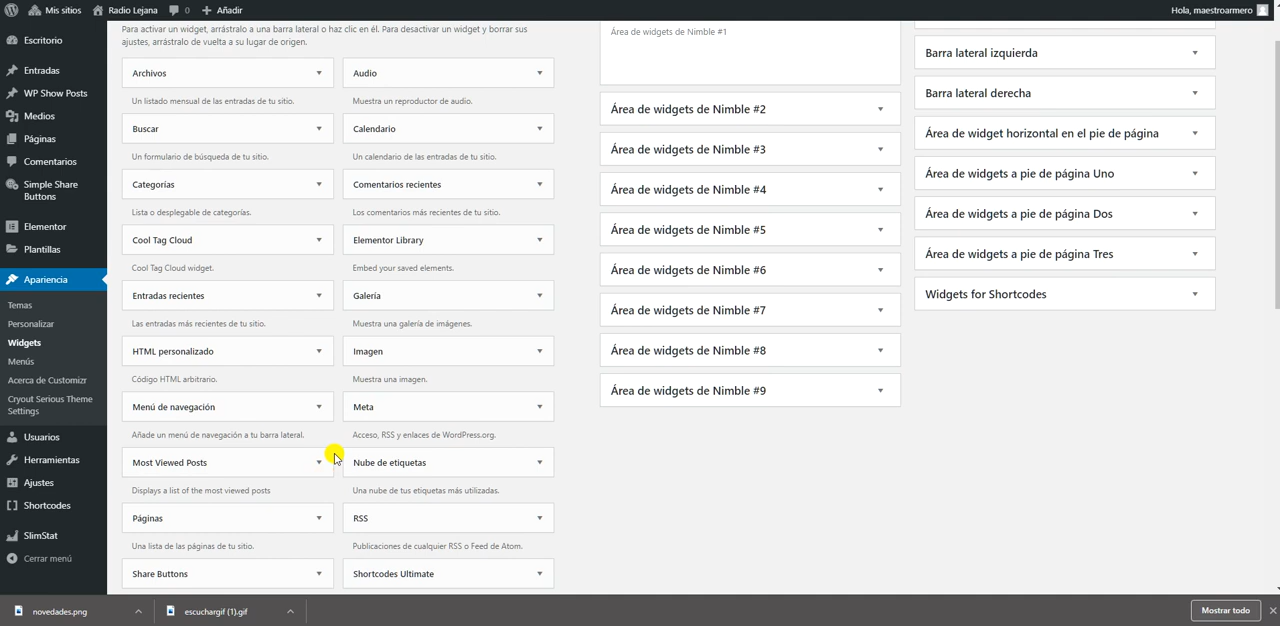 Mis sitios
Radio Lejana
0
Añadir
Hola, maestroarmero
Escritorio
Entradas
WP Show Posts
Medios
Páginas
Comentarios
Simple Share
Buttons
Elementor
Plantillas
Apariencia
Temas
Personalizar
Widgets
Menús
Acerca de Customizr
Cryout Serious Theme
Settings
Usuarios
Herramientas
Ajustes
Shortcodes
SlimStat
Cerrar menú
Para activar un widget, arrástralo a una barra lateral o haz clic en él. Para desactivar un widget y borrar sus
ajustes, arrástralo de vuelta a su lugar de origen.
Archivos
Un listado mensual de las entradas de tu sitio.
Audio
Muestra un reproductor de audio.
Buscar
Un formulario de búsqueda de tu sitio.
Calendario
Un calendario de las entradas de tu sitio.
Categorías
Lista o desplegable de categorías.
Comentarios recientes
Los comentarios más recientes de tu sitio.
Cool Tag Cloud
Cool Tag Cloud widget.
Elementor Library
Embed your saved elements.
Entradas recientes
Las entradas más recientes de tu sitio.
Galería
Muestra una galería de imágenes.
HTML personalizado
Código HTML arbitrario.
Imagen
Muestra una imagen.
Menú de navegación
Añade un menú de navegación a tu barra lateral.
Meta
Acceso, RSS y enlaces de WordPress.org.
Most Viewed Posts
Displays a list of the most viewed posts
Nube de etiquetas
Una nube de tus etiquetas más utilizadas.
Páginas
Una lista de las páginas de tu sitio.
RSS
Publicaciones de cualquier RSS o Feed de Atom.
Share Buttons
Shortcodes Ultimate
Área de widgets de Nimble #1
Área de widgets de Nimble #2
Área de widgets de Nimble #3
Área de widgets de Nimble #4
Área de widgets de Nimble #5
Área de widgets de Nimble #6
Área de widgets de Nimble #7
Área de widgets de Nimble #8
Área de widgets de Nimble #9
Barra lateral izquierda
Barra lateral derecha
Área de widget horizontal en el pie de página
Área de widgets a pie de página Uno
Área de widgets a pie de página Dos
Área de widgets a pie de página Tres
Widgets for Shortcodes
novedades.png
escuchargif (1).gif
Mostrar todo